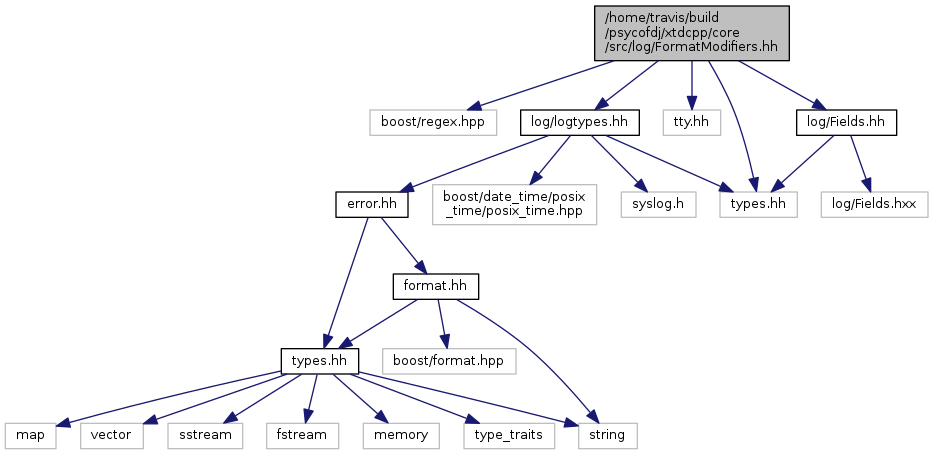 /home/travis/build
/psycofdj/xtdcpp/core
/src/log/FormatModifiers.hh
boost/regex.hpp
log/logtypes.hh
tty.hh
log/Fields.hh
error.hh
boost/date_time/posix
_time/posix_time.hpp
syslog.h
types.hh
log/Fields.hxx
format.hh
types.hh
boost/format.hpp
map
vector
sstream
fstream
memory
type_traits
string